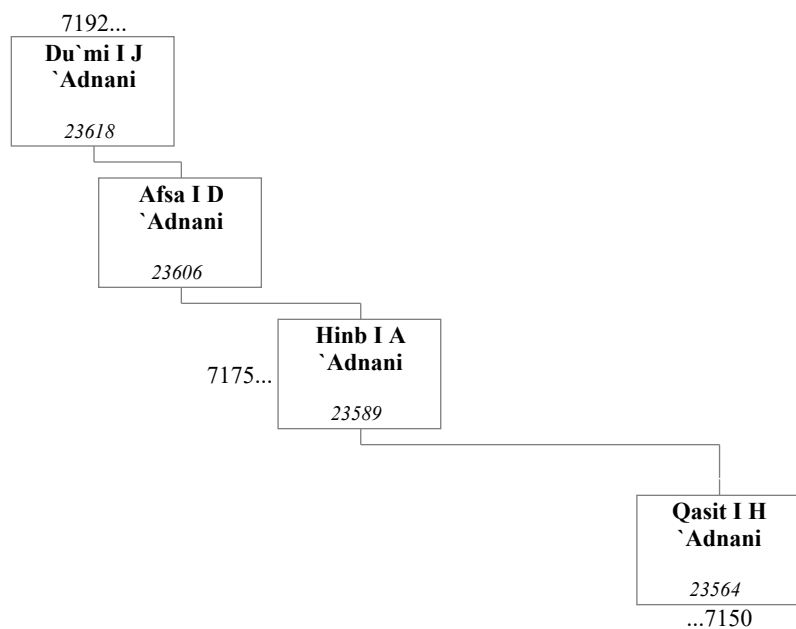 7192...
Du`mi I J
`Adnani
23618
Afsa I D
`Adnani
23606
Hinb I A
`Adnani
7175...
23589
Qasit I H
`Adnani
23564
...7150